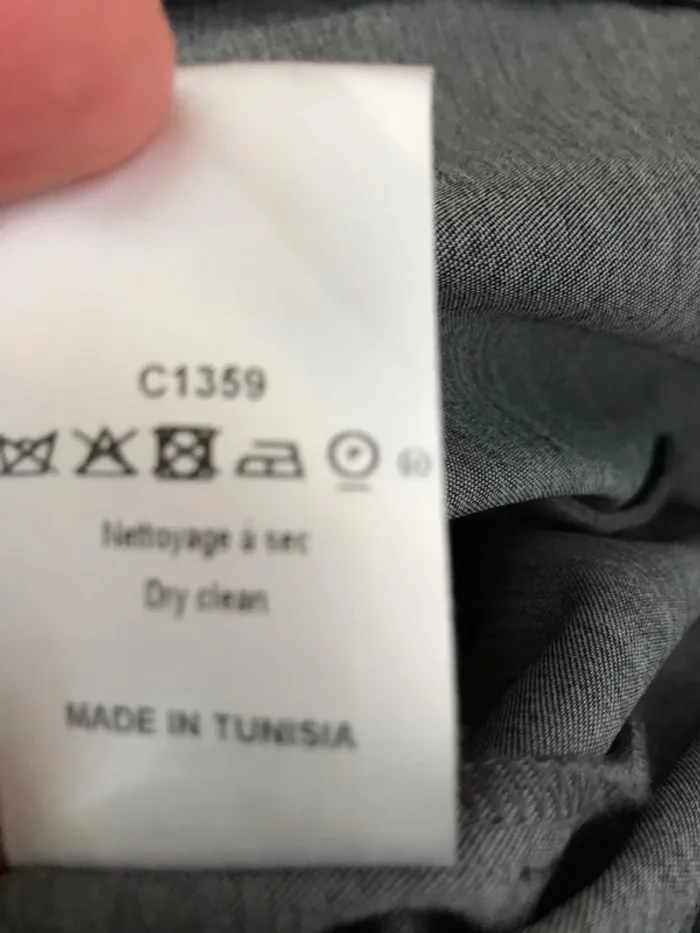 C1359
P
Nettoyage à sec
Dry clean
MADE IN TUNISIA